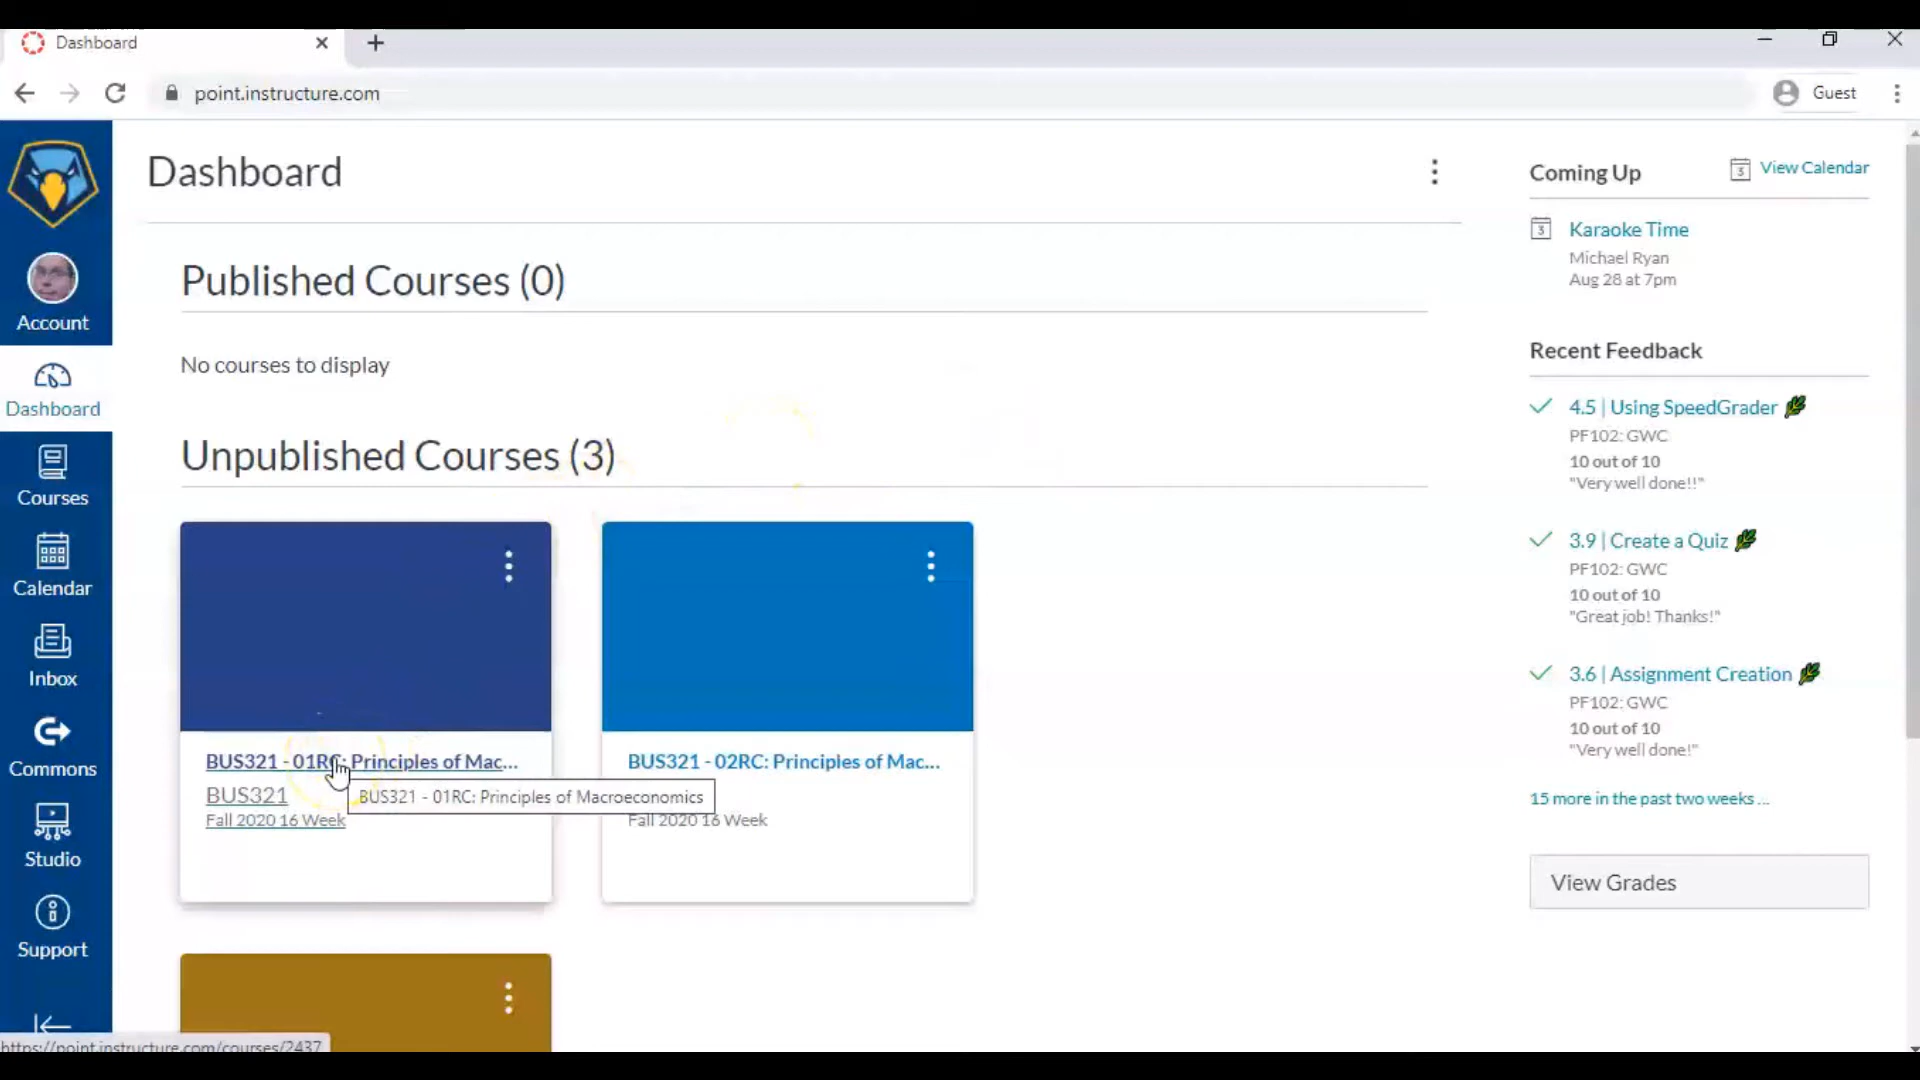 Dashboard
point.instructure.com
Guest
Account
Dashboard
Courses
Calendar
Inbox
Commons
Studio
Support
Dashboard
Published Courses (0)
No courses to display
Unpublished Courses (3)
BUS321 - 01RC: Principles of Mac...
BUS321
Fall 2020 16 Week
BUS321 - 01RC: Principles of Macroeconomics
BUS321 - 02RC: Principles of Mac...
Fall 2020 16 Week
Coming Up
3 View Calendar
3 Karaoke Time
Michael Ryan
Aug 28 at 7pm
Recent Feedback
4.5 | Using SpeedGrader
PF102: GWC
10 out of 10
"Very well done!!"
3.9 | Create a Quiz
PF102: GWC
10 out of 10
"Great job! Thanks!"
3.6 | Assignment Creation
PF102: GWC
10 out of 10
"Very well done!"
15 more in the past two weeks ...
View Grades
https://point.instructure.com/courses/2437